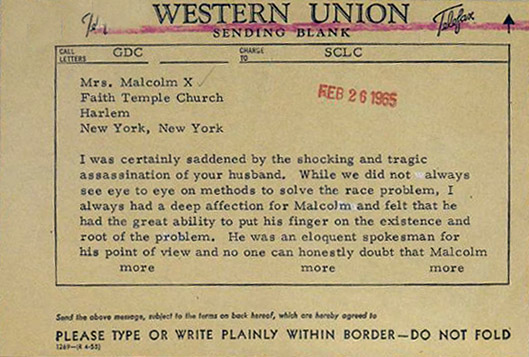 Tel. Telefax
WESTERN UNION
SENDING BLANK
CALL LETTERS GDC CHARGE TO SCLC
Mrs. Malcolm X
Faith Temple Church
Harlem
New York, New York
FEB 26 1965
I was certainly saddened by the shocking and tragic
assassination of your husband. While we did not always
see eye to eye on methods to solve the race problem, I
always had a deep affection for Malcolm and felt that he
had the great ability to put his finger on the existence and
root of the problem. He was an eloquent spokesman for
his point of view and no one can honestly doubt that Malcolm
more more more
Send the above message, subject to the terms on back hereof, which are hereby agreed to
PLEASE TYPE OR WRITE PLAINLY WITHIN BORDER—DO NOT FOLD
1269—(R 4-55)